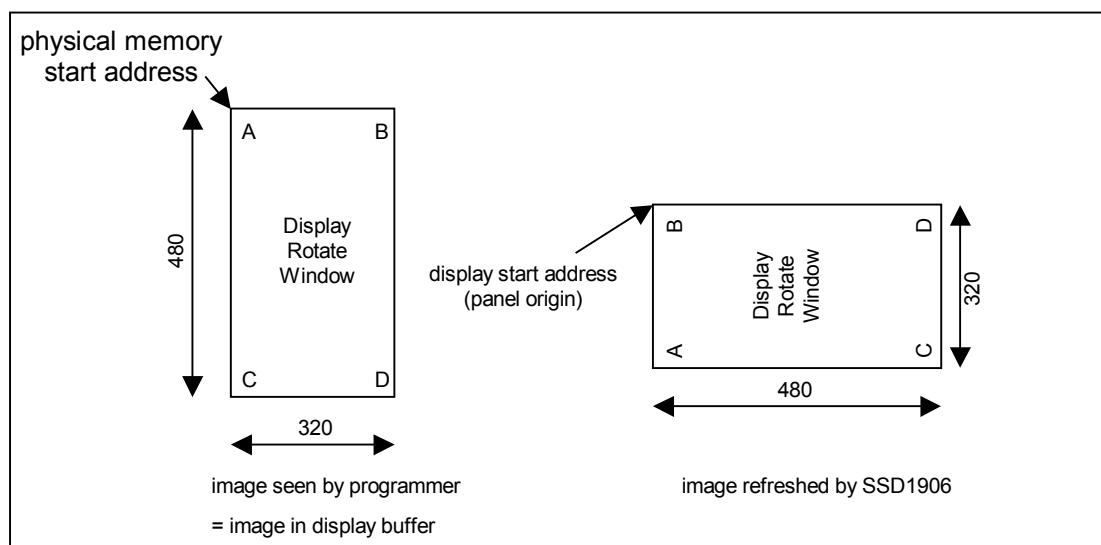 physical memory
start address
A
B
480
Display
Rotate
Window
C
D
320
image seen by programmer
= image in display buffer
display start address
(panel origin)
B
D
Display
Rotate
Window
A
C
320
480
image refreshed by SSD1906